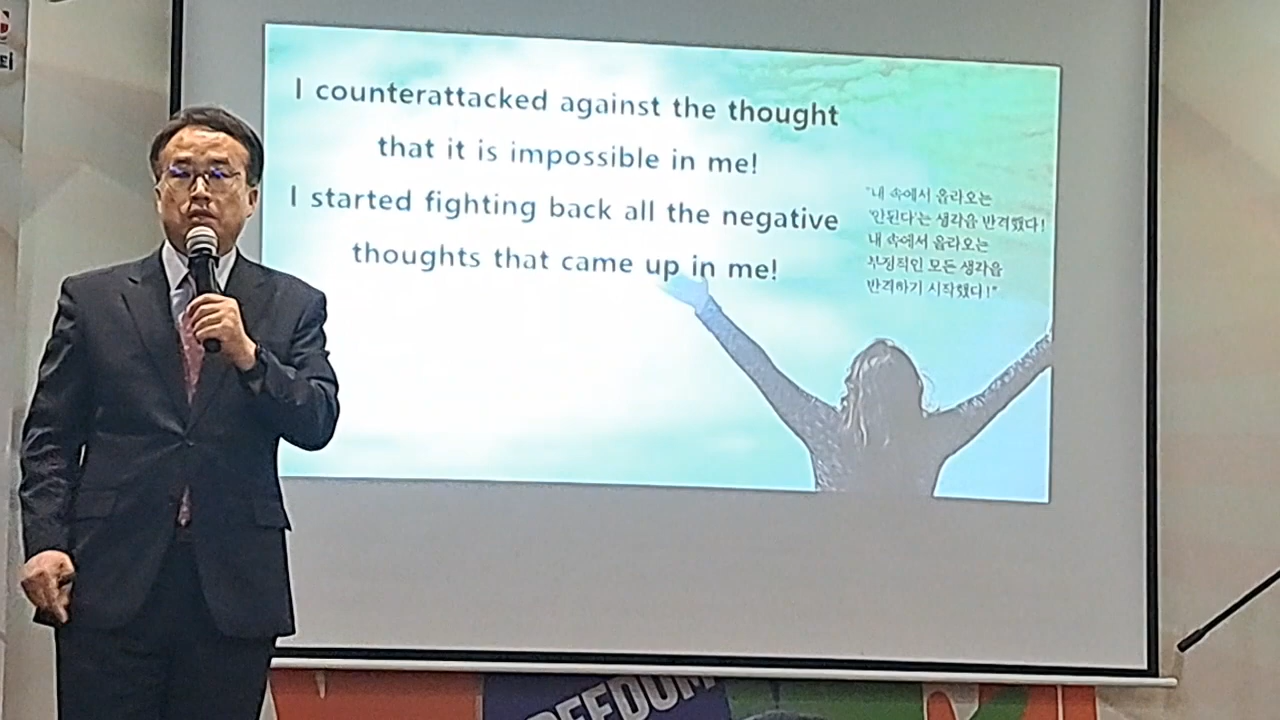 I counterattacked against the thought
that it is impossible in me!
I started fighting back all the negative
thoughts that came up in me!
"내 속에서 올라오는
'안된다'는 생각을 반격했다!
내 속에서 올라오는
부정적인 모든 생각을
반격하기 시작했다!"